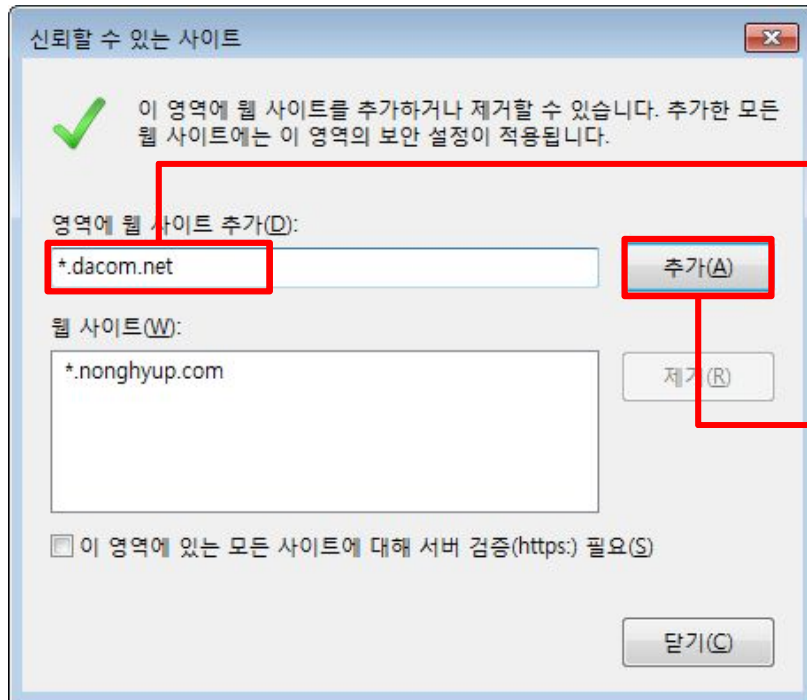 신뢰할 수 있는 사이트
이 영역에 웹 사이트를 추가하거나 제거할 수 있습니다. 추가한 모든
웹 사이트에는 이 영역의 보안 설정이 적용됩니다.
영역에 웹 사이트 추가(D):
*.dacom.net
추가(A)
웹 사이트(W):
*.nonghyup.com
제거(R)
이 영역에 있는 모든 사이트에 대해 서버 검증(https:) 필요(S)
닫기(C)